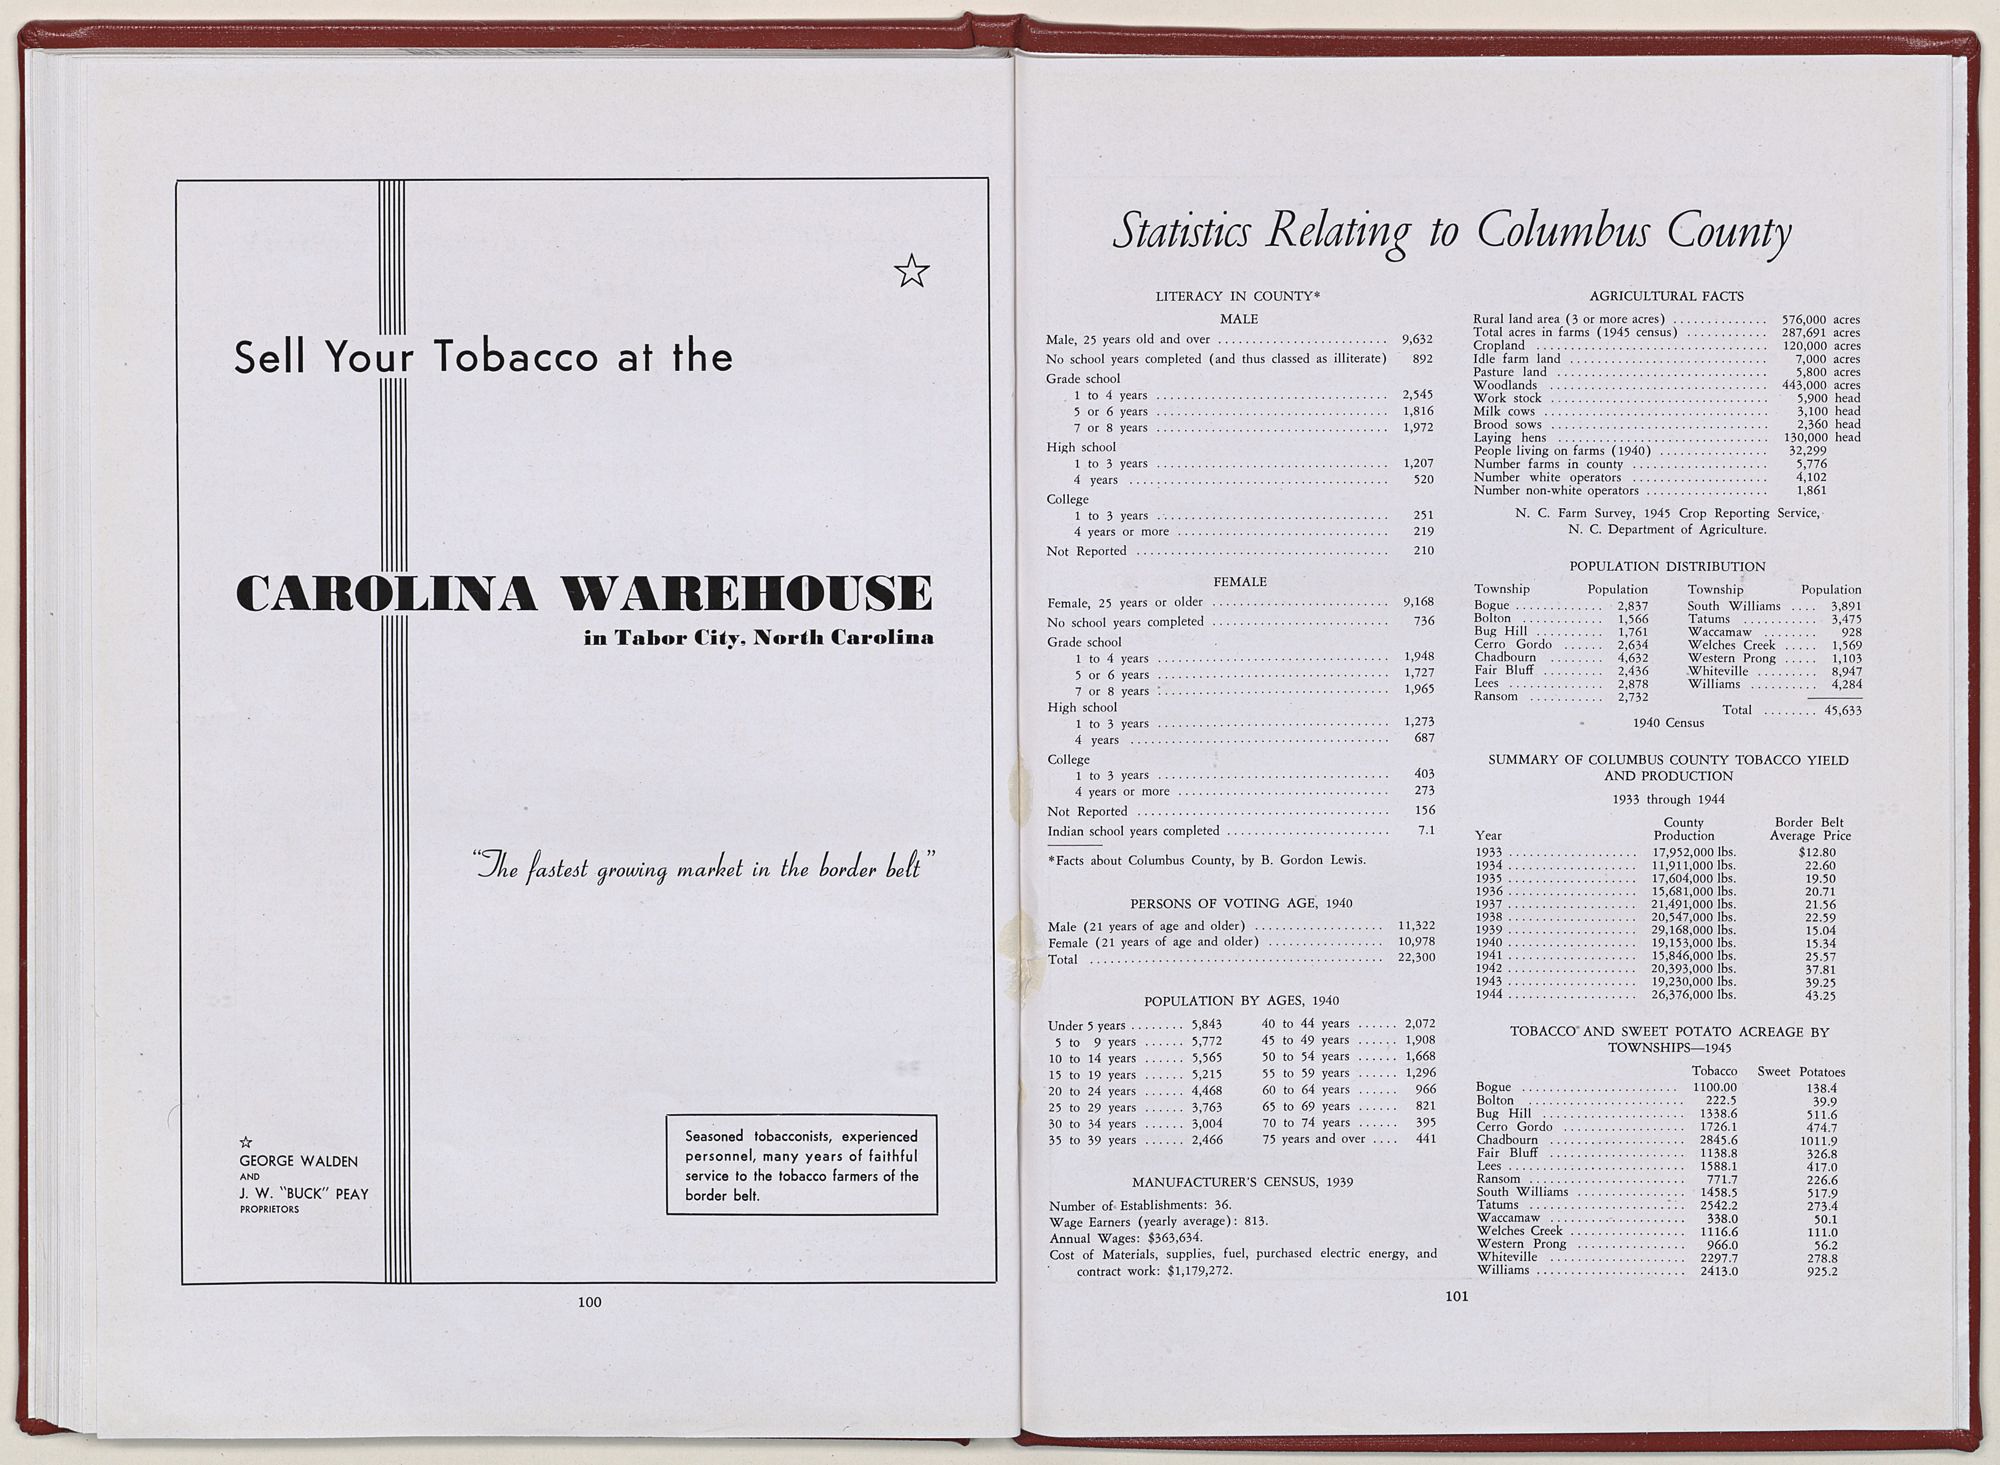 Sell Your Tobacco at the
CAROLINA WAREHOUSE
in Tabor City, North Carolina
"The fastest growing market in the border belt"
GEORGE WALDEN
AND
J. W. "BUCK" PEAY
PROPRIETORS
Seasoned tobacconists, experienced
personnel, many years of faithful
service to the tobacco farmers of the
border belt.
100
Statistics Relating to Columbus County
LITERACY IN COUNTY*
MALE
Male, 25 years old and over ........................ 9,632
No school years completed (and thus classed as illiterate) 892
Grade school
1 to 4 years ................................. 2,545
5 or 6 years ................................. 1,816
7 or 8 years ................................. 1,972
High school
1 to 3 years ................................. 1,207
4 years ................................. 520
College
1 to 3 years ................................. 251
4 years or more ............................... 219
Not Reported ..................................... 210
FEMALE
Female, 25 years or older .......................... 9,168
No school years completed .......................... 736
Grade school
1 to 4 years ................................. 1,948
5 or 6 years ................................. 1,727
7 or 8 years ................................. 1,965
High school
1 to 3 years ................................. 1,273
4 years ................................. 687
College
1 to 3 years ................................. 403
4 years or more ............................... 273
Not Reported ..................................... 156
Indian school years completed ........................ 7.1
*Facts about Columbus County, by B. Gordon Lewis.
PERSONS OF VOTING AGE, 1940
Male (21 years of age and older) ................... 11,322
Female (21 years of age and older) ................. 10,978
Total ........................................... 22,300
POPULATION BY AGES, 1940
Under 5 years ........ 5,843 40 to 44 years ...... 2,072
5 to 9 years ...... 5,772 45 to 49 years ...... 1,908
10 to 14 years ...... 5,565 50 to 54 years ...... 1,668
15 to 19 years ...... 5,215 55 to 59 years ...... 1,296
20 to 24 years ...... 4,468 60 to 64 years ...... 966
25 to 29 years ...... 3,763 65 to 69 years ...... 821
30 to 34 years ...... 3,004 70 to 74 years ...... 395
35 to 39 years ...... 2,466 75 years and over .... 441
MANUFACTURER'S CENSUS, 1939
Number of Establishments: 36.
Wage Earners (yearly average): 813.
Annual Wages: $363,634.
Cost of Materials, supplies, fuel, purchased electric energy, and
contract work: $1,179,272.
AGRICULTURAL FACTS
Rural land area (3 or more acres) .............. 576,000 acres
Total acres in farms (1945 census) ............ 287,691 acres
Cropland .................................. 120,000 acres
Idle farm land ............................. 7,000 acres
Pasture land ............................... 5,800 acres
Woodlands ................................ 443,000 acres
Work stock ................................ 5,900 head
Milk cows ................................. 3,100 head
Brood sows ................................ 2,360 head
Laying hens ............................... 130,000 head
People living on farms (1940) ................ 32,299
Number farms in county .................... 5,776
Number white operators .................... 4,102
Number non-white operators .................. 1,861
N. C. Farm Survey, 1945 Crop Reporting Service,
N. C. Department of Agriculture.
POPULATION DISTRIBUTION
Township Population Township Population
Bogue ............. 2,837 South Williams .... 3,891
Bolton ............ 1,566 Tatums ........... 3,475
Bug Hill .......... 1,761 Waccamaw ........ 928
Cerro Gordo ...... 2,634 Welches Creek ..... 1,569
Chadbourn ........ 4,632 Western Prong ..... 1,103
Fair Bluff ......... 2,436 Whiteville ......... 8,947
Lees .............. 2,878 Williams .......... 4,284
Ransom ........... 2,732
Total ........ 45,633
1940 Census
SUMMARY OF COLUMBUS COUNTY TOBACCO YIELD
AND PRODUCTION
1933 through 1944
County Border Belt
Year Production Average Price
1933 ................... 17,952,000 lbs. $12.80
1934 ................... 11,911,000 lbs. 22.60
1935 ................... 17,604,000 lbs. 19.50
1936 ................... 15,681,000 lbs. 20.71
1937 ................... 21,491,000 lbs. 21.56
1938 ................... 20,547,000 lbs. 22.59
1939 ................... 29,168,000 lbs. 15.04
1940 ................... 19,153,000 lbs. 15.34
1941 ................... 15,846,000 lbs. 25.57
1942 ................... 20,393,000 lbs. 37.81
1943 ................... 19,230,000 lbs. 39.25
1944 ................... 26,376,000 lbs. 43.25
TOBACCO AND SWEET POTATO ACREAGE BY
TOWNSHIPS—1945
Tobacco Sweet Potatoes
Bogue ....................... 1100.00 138.4
Bolton ....................... 222.5 39.9
Bug Hill ..................... 1338.6 511.6
Cerro Gordo .................. 1726.1 474.7
Chadbourn .................... 2845.6 1011.9
Fair Bluff .................... 1138.8 326.8
Lees .......................... 1588.1 417.0
Ransom ....................... 771.7 226.6
South Williams ................ 1458.5 517.9
Tatums ....................... 2542.2 273.4
Waccamaw .................... 338.0 50.1
Welches Creek ................. 1116.6 111.0
Western Prong ................ 966.0 56.2
Whiteville .................... 2297.7 278.8
Williams ...................... 2413.0 925.2
101